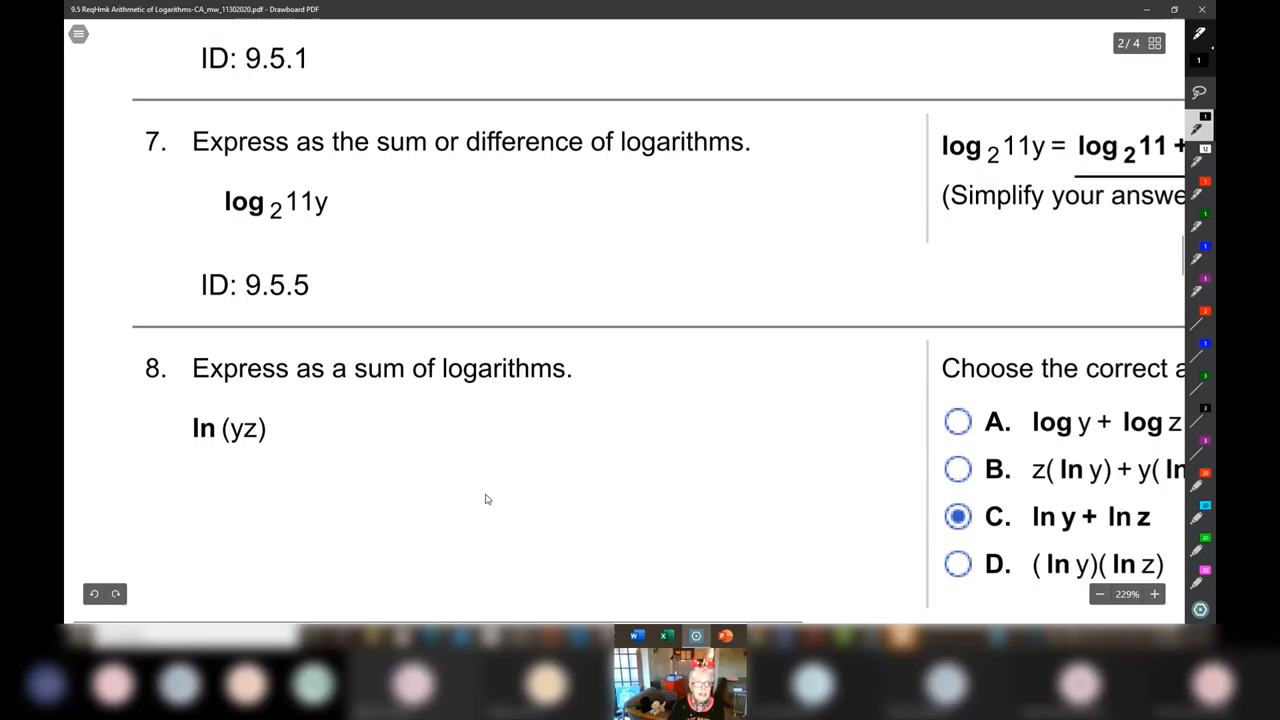 9.5 ReqHmk Arithmetic of Logarithms-CA_mw_11302020.pdf - Drawboard PDF
2 / 4
ID: 9.5.1
7. Express as the sum or difference of logarithms.
log 2 11y
log 2 11y = log 2 11 +
(Simplify your answe
ID: 9.5.5
8. Express as a sum of logarithms.
ln (yz)
Choose the correct a
A. log y + log z
B. z( ln y) + y( ln
C. ln y + ln z
D. ( ln y)( ln z)
229%